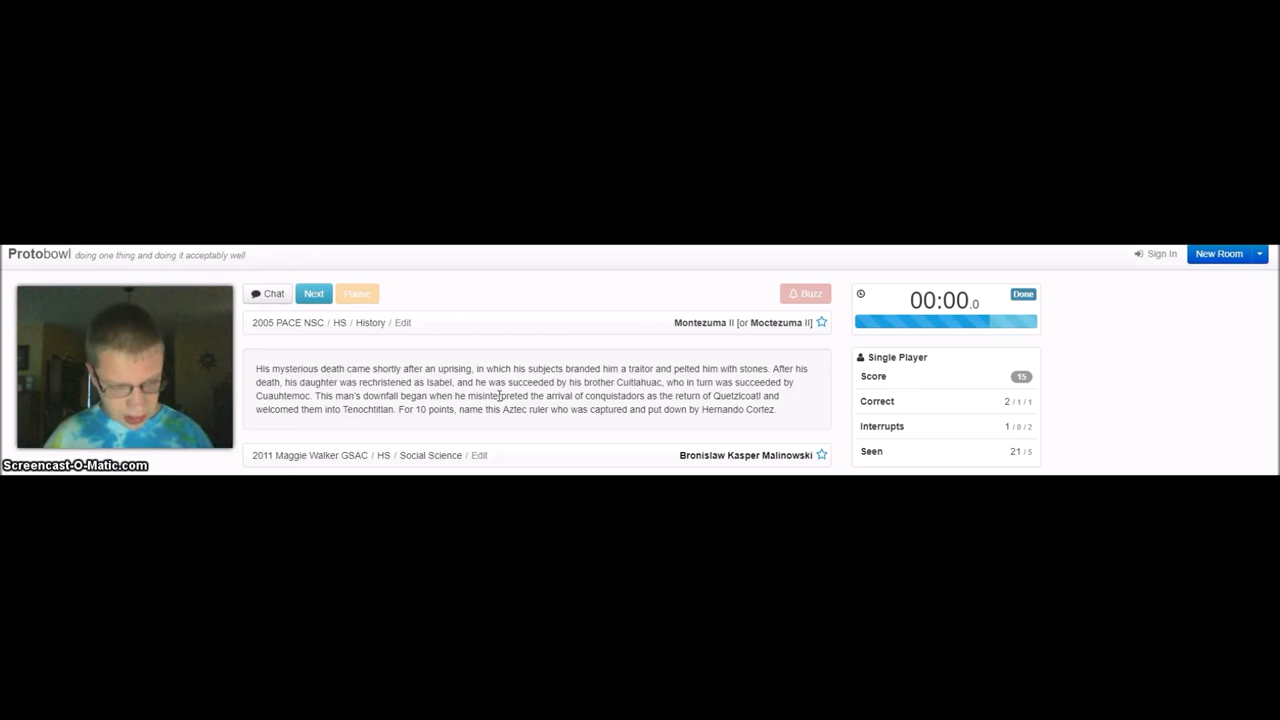 Protobowl doing one thing and doing it acceptably well
Sign In
New Room
Chat
Next
Pause
Buzz
00:00.0
Done
2005 PACE NSC / HS / History / Edit
Montezuma II [or Moctezuma II]
His mysterious death came shortly after an uprising, in which his subjects branded him a traitor and pelted him with stones. After his
death, his daughter was rechristened as Isabel, and he was succeeded by his brother Cuitlahuac, who in turn was succeeded by
Cuauhtemoc. This man's downfall began when he misinterpreted the arrival of conquistadors as the return of Quetzlcoatl and
welcomed them into Tenochtitlan. For 10 points, name this Aztec ruler who was captured and put down by Hernando Cortez.
Single Player
Score 15
Correct 2 / 1 / 1
Interrupts 1 / 0 / 2
Seen 21 / 5
2011 Maggie Walker GSAC / HS / Social Science / Edit
Bronislaw Kasper Malinowski
Screencast-O-Matic.com